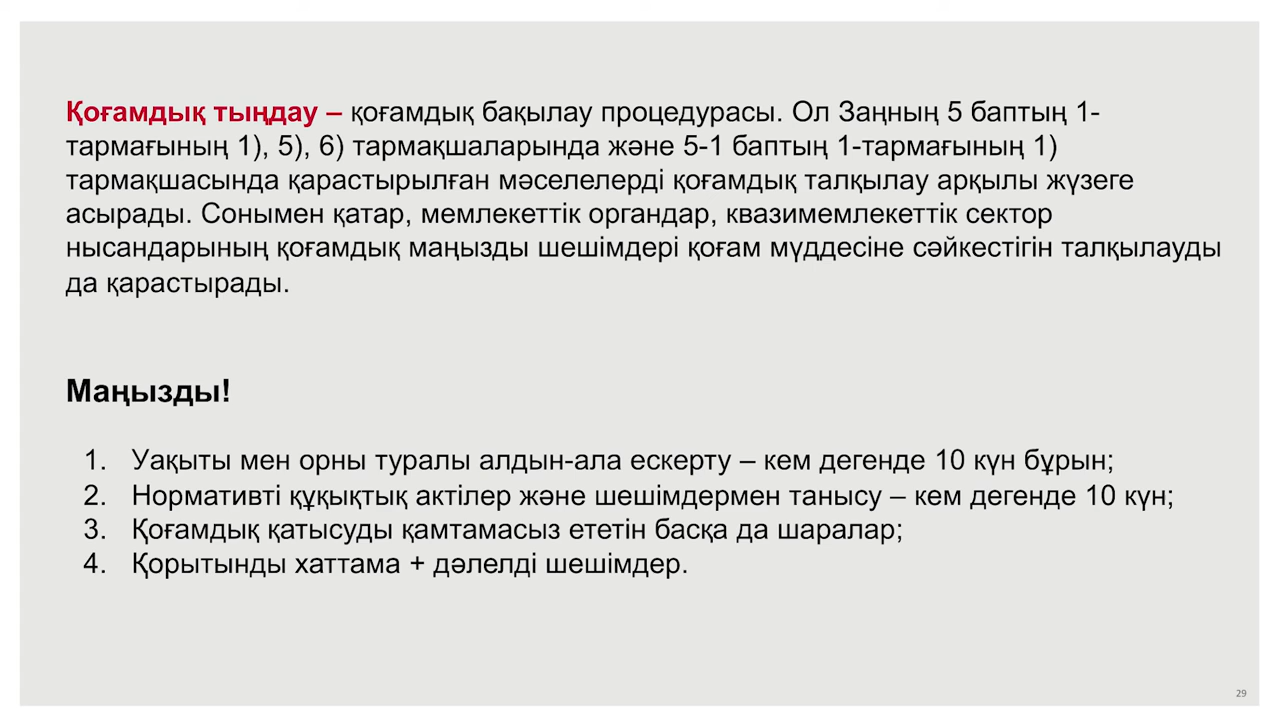 Қоғамдық тыңдау – қоғамдық бақылау процедурасы. Ол Заңның 5 баптың 1-
тармағының 1), 5), 6) тармақшаларында және 5-1 баптың 1-тармағының 1)
тармақшасында қарастырылған мәселелерді қоғамдық талқылау арқылы жүзеге
асырады. Сонымен қатар, мемлекеттік органдар, квазимемлекеттік сектор
нысандарының қоғамдық маңызды шешімдері қоғам мүддесіне сәйкестігін талқылауды
да қарастырады.
Маңызды!
1. Уақыты мен орны туралы алдын-ала ескерту – кем дегенде 10 күн бұрын;
2. Нормативті құқықтық актілер және шешімдермен танысу – кем дегенде 10 күн;
3. Қоғамдық қатысуды қамтамасыз ететін басқа да шаралар;
4. Қорытынды хаттама + дәлелді шешімдер.
29